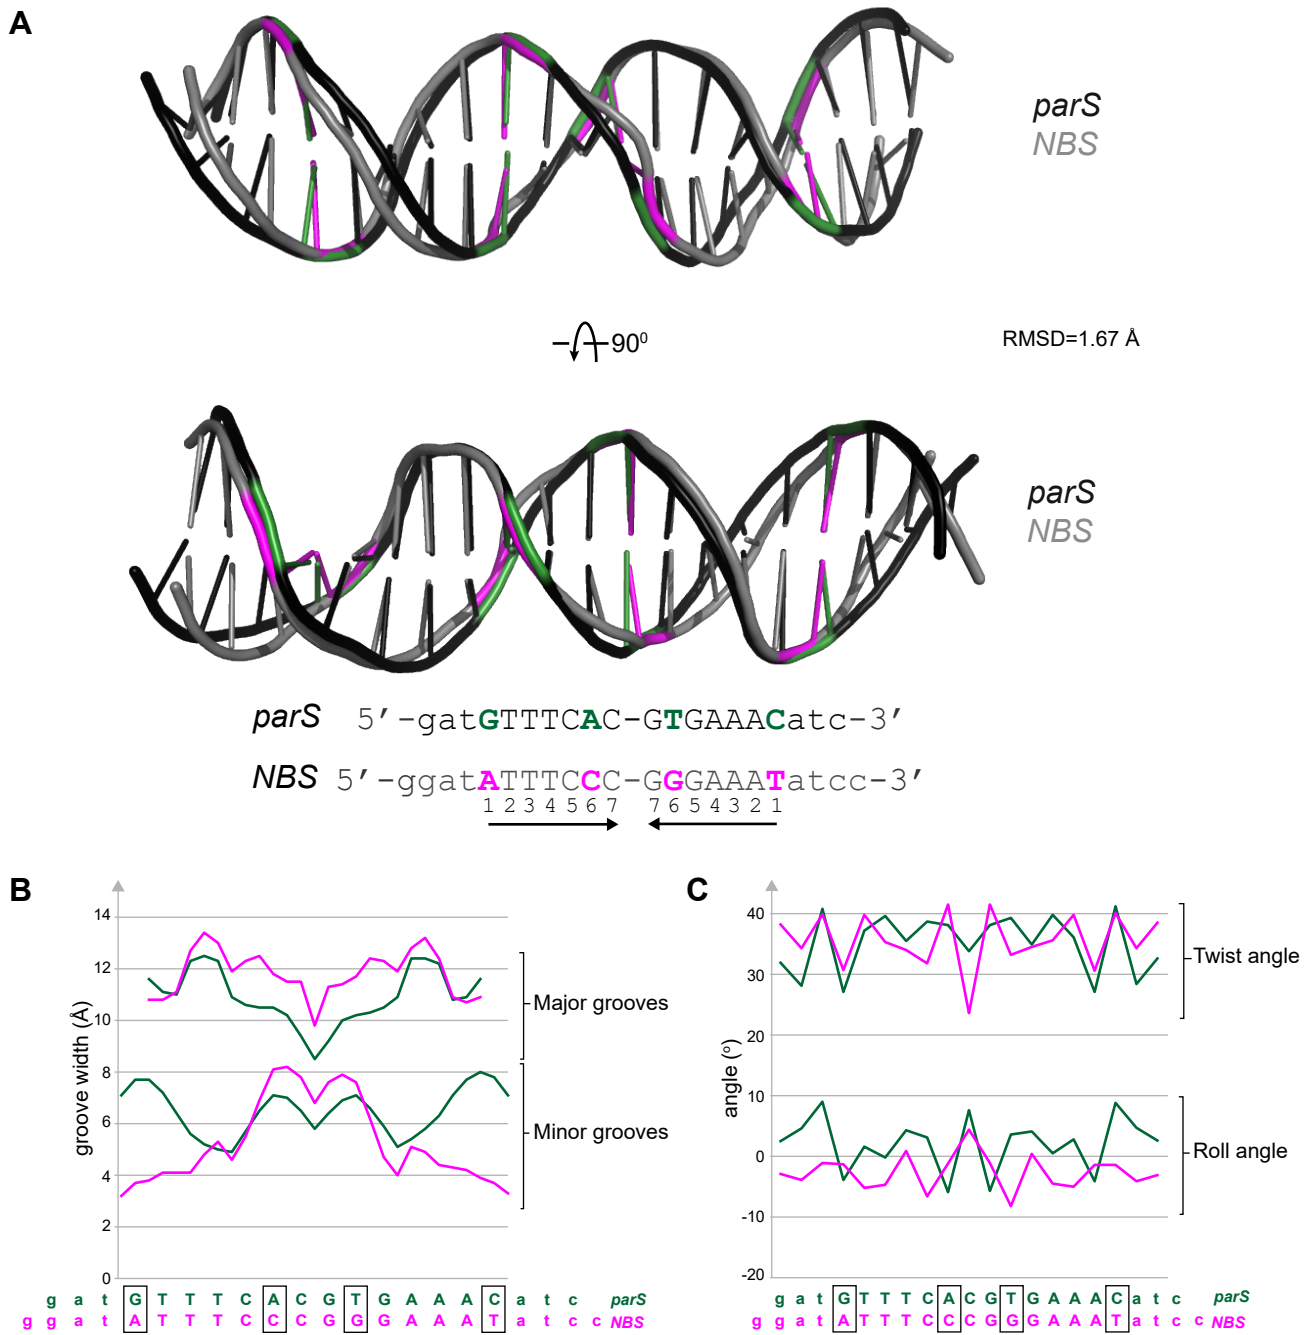 A
parS
NBS
90⁰
RMSD=1.67 Å
parS
NBS
parS 5′-gatGTTTCAC-GTGAAACatc-3′
NBS 5′-ggatATTTCCC-GGGAAATatcc-3′
1 2 3 4 5 6 7 7 6 5 4 3 2 1
B
groove width (Å)
14
12
10
8
6
4
2
0
Major grooves
Minor grooves
g a t G T T T C A C G T G A A A C a t c parS
g g a t A T T T C C C G G G A A A T a t c c NBS
C
angle (º)
40
30
20
10
0
-10
-20
Twist angle
Roll angle
g a t G T T T C A C G T G A A A C a t c parS
g g a t A T T T C C C G G G A A A T a t c c NBS